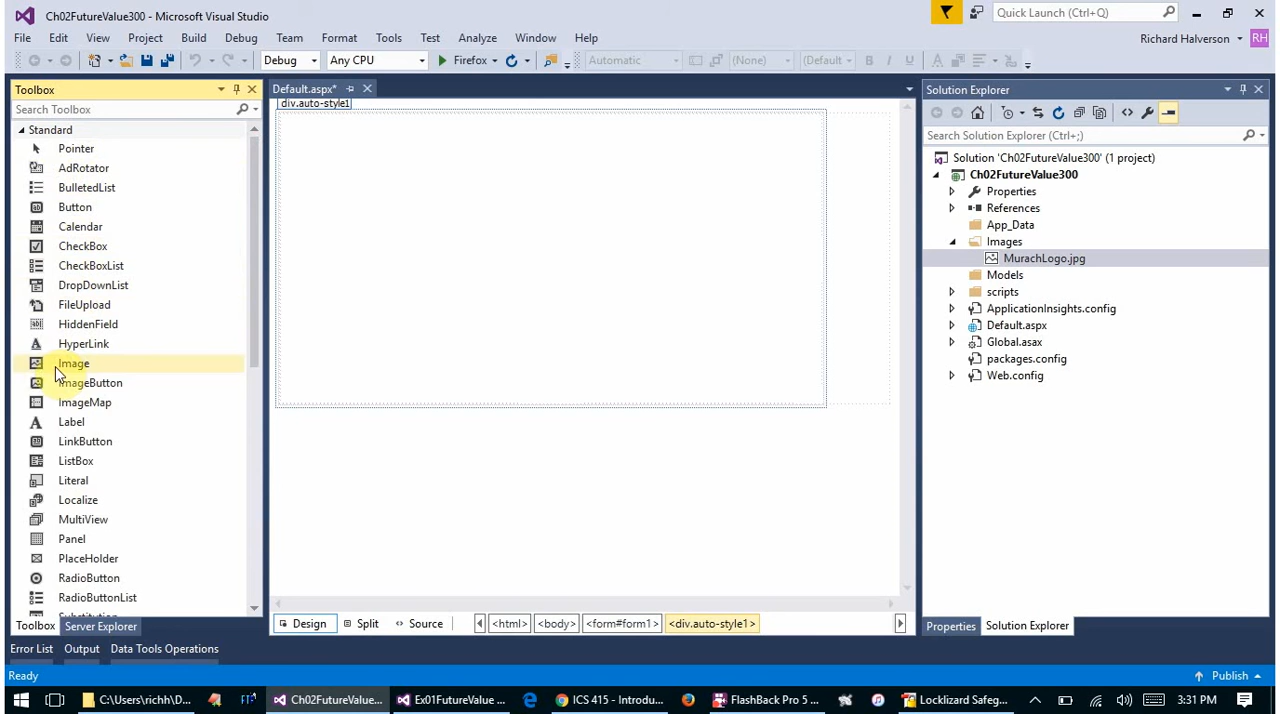 Ch02FutureValue300 - Microsoft Visual Studio
Quick Launch (Ctrl+Q)
File Edit View Project Build Debug Team Format Tools Test Analyze Window Help
Richard Halverson RH
Debug Any CPU Firefox Automatic (None) (Default B I U A
Toolbox
Search Toolbox
Standard
Pointer
AdRotator
BulletedList
Button
Calendar
CheckBox
CheckBoxList
DropDownList
FileUpload
HiddenField
HyperLink
Image
ImageButton
ImageMap
Label
LinkButton
ListBox
Literal
Localize
MultiView
Panel
PlaceHolder
RadioButton
RadioButtonList
Toolbox Server Explorer
Default.aspx*
div.auto-style1
Design Split Source <html> <body> <form#form1> <div.auto-style1>
Solution Explorer
Search Solution Explorer (Ctrl+;)
Solution 'Ch02FutureValue300' (1 project)
Ch02FutureValue300
Properties
References
App_Data
Images
MurachLogo.jpg
Models
scripts
ApplicationInsights.config
Default.aspx
Global.asax
packages.config
Web.config
Properties Solution Explorer
Error List Output Data Tools Operations
Ready
Publish
C:\Users\richh\D... Ch02FutureValue300... Ex01FutureValue ... ICS 415 - Introdu... FlashBack Pro 5 ... Locklizard Safeg... 3:31 PM